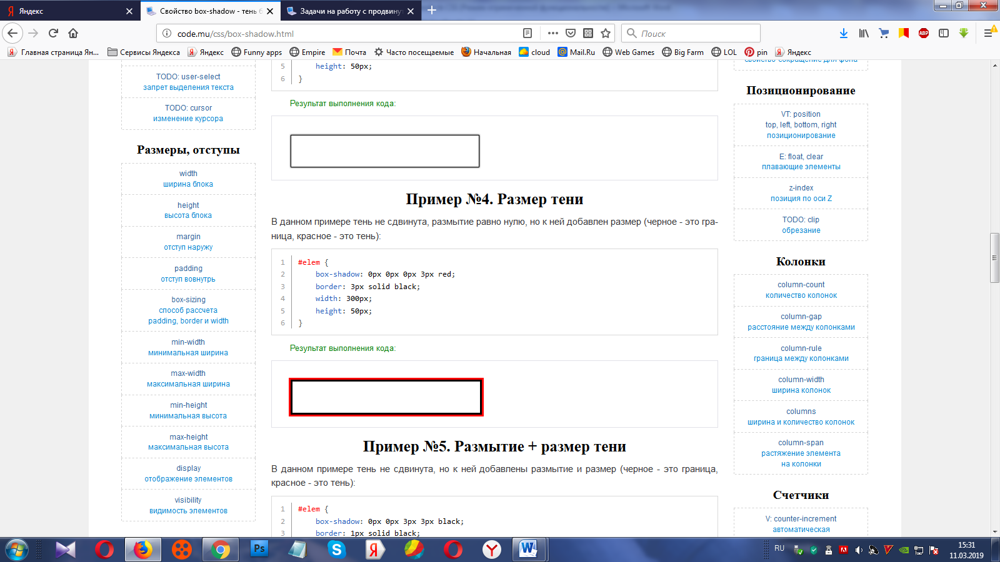 Яндекс
Свойство box-shadow - тень б
Задачи на работу с продвинут
code.mu/css/box-shadow.html
Поиск
Главная страница Ян...
Сервисы Яндекса
Яндекс
Funny apps
Empire
Почта
Часто посещаемые
Начальная
cloud
Mail.Ru
Web Games
Big Farm
LOL
pin
Яндекс
TODO: user-select
запрет выделения текста
TODO: cursor
изменение курсора
Размеры, отступы
width
ширина блока
height
высота блока
margin
отступ наружу
padding
отступ вовнутрь
box-sizing
способ рассчета
padding, border и width
min-width
минимальная ширина
max-width
максимальная ширина
min-height
минимальная высота
max-height
максимальная высота
display
отображение элементов
visibility
видимость элементов
5 height: 50px;
6 }
Результат выполнения кода:
Пример №4. Размер тени
В данном примере тень не сдвинута, размытие равно нулю, но к ней добавлен размер (черное - это гра-
ница, красное - это тень):
1 #elem {
2 box-shadow: 0px 0px 0px 3px red;
3 border: 3px solid black;
4 width: 300px;
5 height: 50px;
6 }
Результат выполнения кода:
Пример №5. Размытие + размер тени
В данном примере тень не сдвинута, но к ней добавлены размытие и размер (черное - это граница,
красное - это тень):
1 #elem {
2 box-shadow: 0px 0px 3px 3px black;
3 border: 1px solid black;
свойство-сокращение для фона
Позиционирование
VT: position
top, left, bottom, right
позиционирование
E: float, clear
плавающие элементы
z-index
позиция по оси Z
TODO: clip
обрезание
Колонки
column-count
количество колонок
column-gap
расстояние между колонками
column-rule
граница между колонками
column-width
ширина колонок
columns
ширина и количество колонок
column-span
растяжение элемента
на колонки
Счетчики
V: counter-increment
автоматическая
RU
15:31
11.03.2019